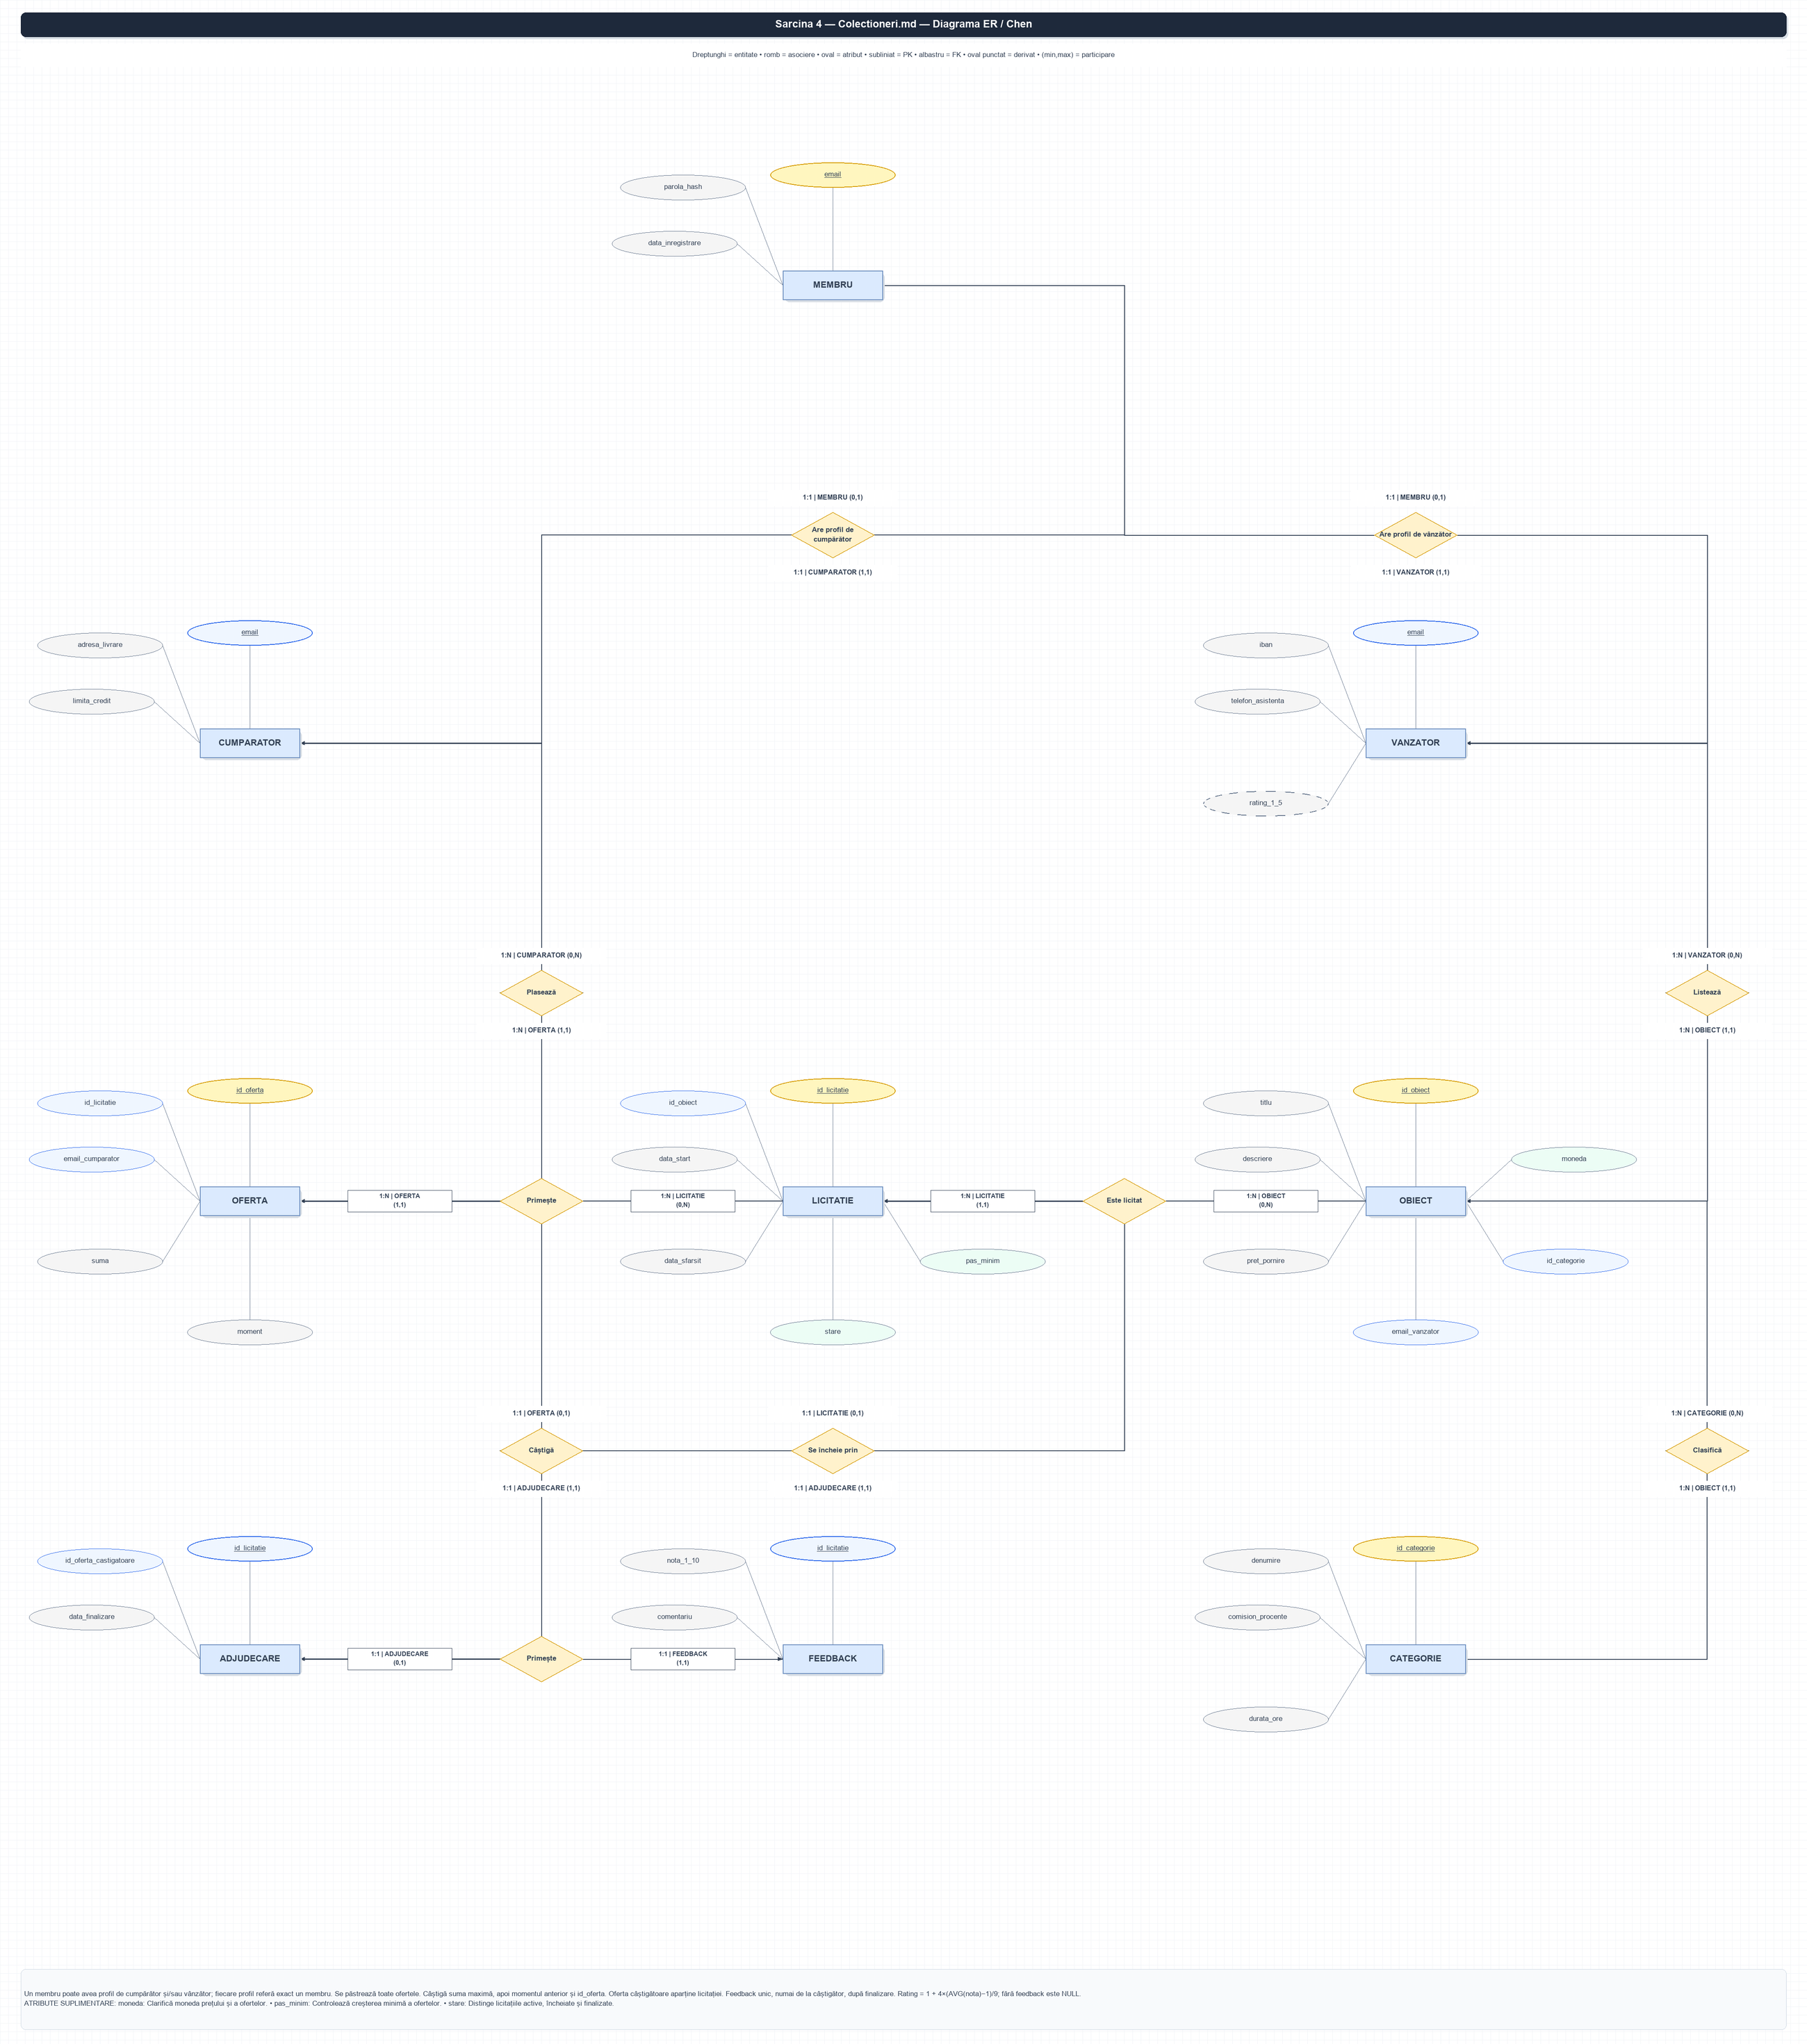 Sarcina 4 — Colectioneri.md — Diagrama ER / Chen
Dreptunghi = entitate • romb = asociere • oval = atribut • subliniat = PK • albastru = FK • oval punctat = derivat • (min,max) = participare
email
parola_hash
data_inregistrare
MEMBRU
1:1 | MEMBRU (0,1)
1:1 | MEMBRU (0,1)
Are profil de
cumpărător
Are profil de vânzător
1:1 | CUMPARATOR (1,1)
1:1 | VANZATOR (1,1)
email
adresa_livrare
limita_credit
CUMPARATOR
email
iban
telefon_asistenta
VANZATOR
rating_1_5
1:N | CUMPARATOR (0,N)
Plasează
1:N | OFERTA (1,1)
1:N | VANZATOR (0,N)
Listează
1:N | OBIECT (1,1)
id_oferta
id_licitatie
email_cumparator
OFERTA
suma
moment
1:N | OFERTA
(1,1)
Primește
1:N | LICITATIE
(0,N)
id_licitatie
id_obiect
data_start
LICITATIE
data_sfarsit
pas_minim
stare
1:N | LICITATIE
(1,1)
Este licitat
1:N | OBIECT
(0,N)
id_obiect
titlu
descriere
moneda
OBIECT
pret_pornire
id_categorie
email_vanzator
1:1 | OFERTA (0,1)
Câștigă
1:1 | ADJUDECARE (1,1)
1:1 | LICITATIE (0,1)
Se încheie prin
1:1 | ADJUDECARE (1,1)
1:N | CATEGORIE (0,N)
Clasifică
1:N | OBIECT (1,1)
id_licitatie
id_oferta_castigatoare
data_finalizare
ADJUDECARE
1:1 | ADJUDECARE
(0,1)
Primește
1:1 | FEEDBACK
(1,1)
id_licitatie
nota_1_10
comentariu
FEEDBACK
id_categorie
denumire
comision_procente
CATEGORIE
durata_ore
Un membru poate avea profil de cumpărător și/sau vânzător; fiecare profil referă exact un membru. Se păstrează toate ofertele. Câștigă suma maximă, apoi momentul anterior și id_oferta. Oferta câștigătoare aparține licitației. Feedback unic, numai de la câștigător, după finalizare. Rating = 1 + 4×(AVG(nota)−1)/9; fără feedback este NULL.
ATRIBUTE SUPLIMENTARE: moneda: Clarifică moneda prețului și a ofertelor. • pas_minim: Controlează creșterea minimă a ofertelor. • stare: Distinge licitațiile active, încheiate și finalizate.